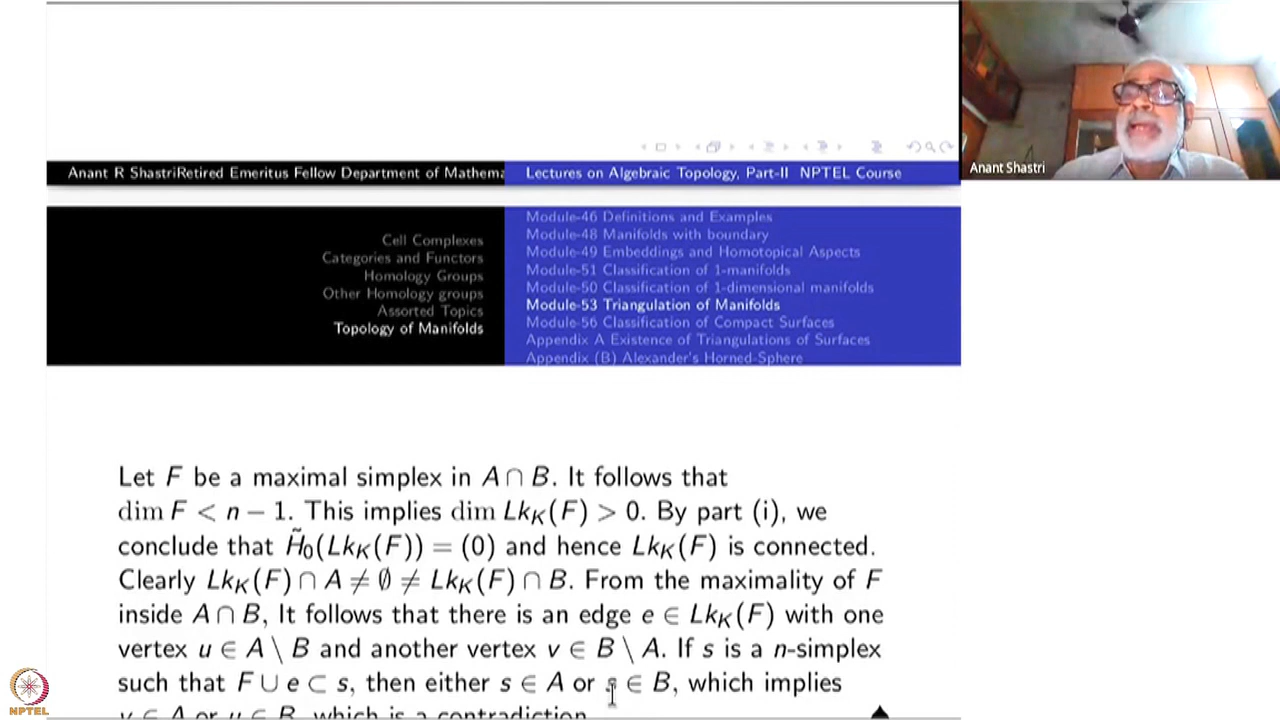 Anant Shastri
Anant R ShastriRetired Emeritus Fellow Department of Mathema
Lectures on Algebraic Topology, Part-II NPTEL Course
Cell Complexes
Categories and Functors
Homology Groups
Other Homology groups
Assorted Topics
Topology of Manifolds
Module-46 Definitions and Examples
Module-48 Manifolds with boundary
Module-49 Embeddings and Homotopical Aspects
Module-51 Classification of 1-manifolds
Module-50 Classification of 1-dimensional manifolds
Module-53 Triangulation of Manifolds
Module-56 Classification of Compact Surfaces
Appendix A Existence of Triangulations of Surfaces
Appendix (B) Alexander's Horned-Sphere
Let F be a maximal simplex in A ∩ B. It follows that
dim F < n − 1. This implies dim Lk_K(F) > 0. By part (i), we
conclude that H̃_0(Lk_K(F)) = (0) and hence Lk_K(F) is connected.
Clearly Lk_K(F) ∩ A ≠ ∅ ≠ Lk_K(F) ∩ B. From the maximality of F
inside A ∩ B, It follows that there is an edge e ∈ Lk_K(F) with one
vertex u ∈ A \ B and another vertex v ∈ B \ A. If s is a n-simplex
such that F ∪ e ⊂ s, then either s ∈ A or s ∈ B, which implies
v ∈ A or u ∈ B, which is a contradiction.
NPTEL